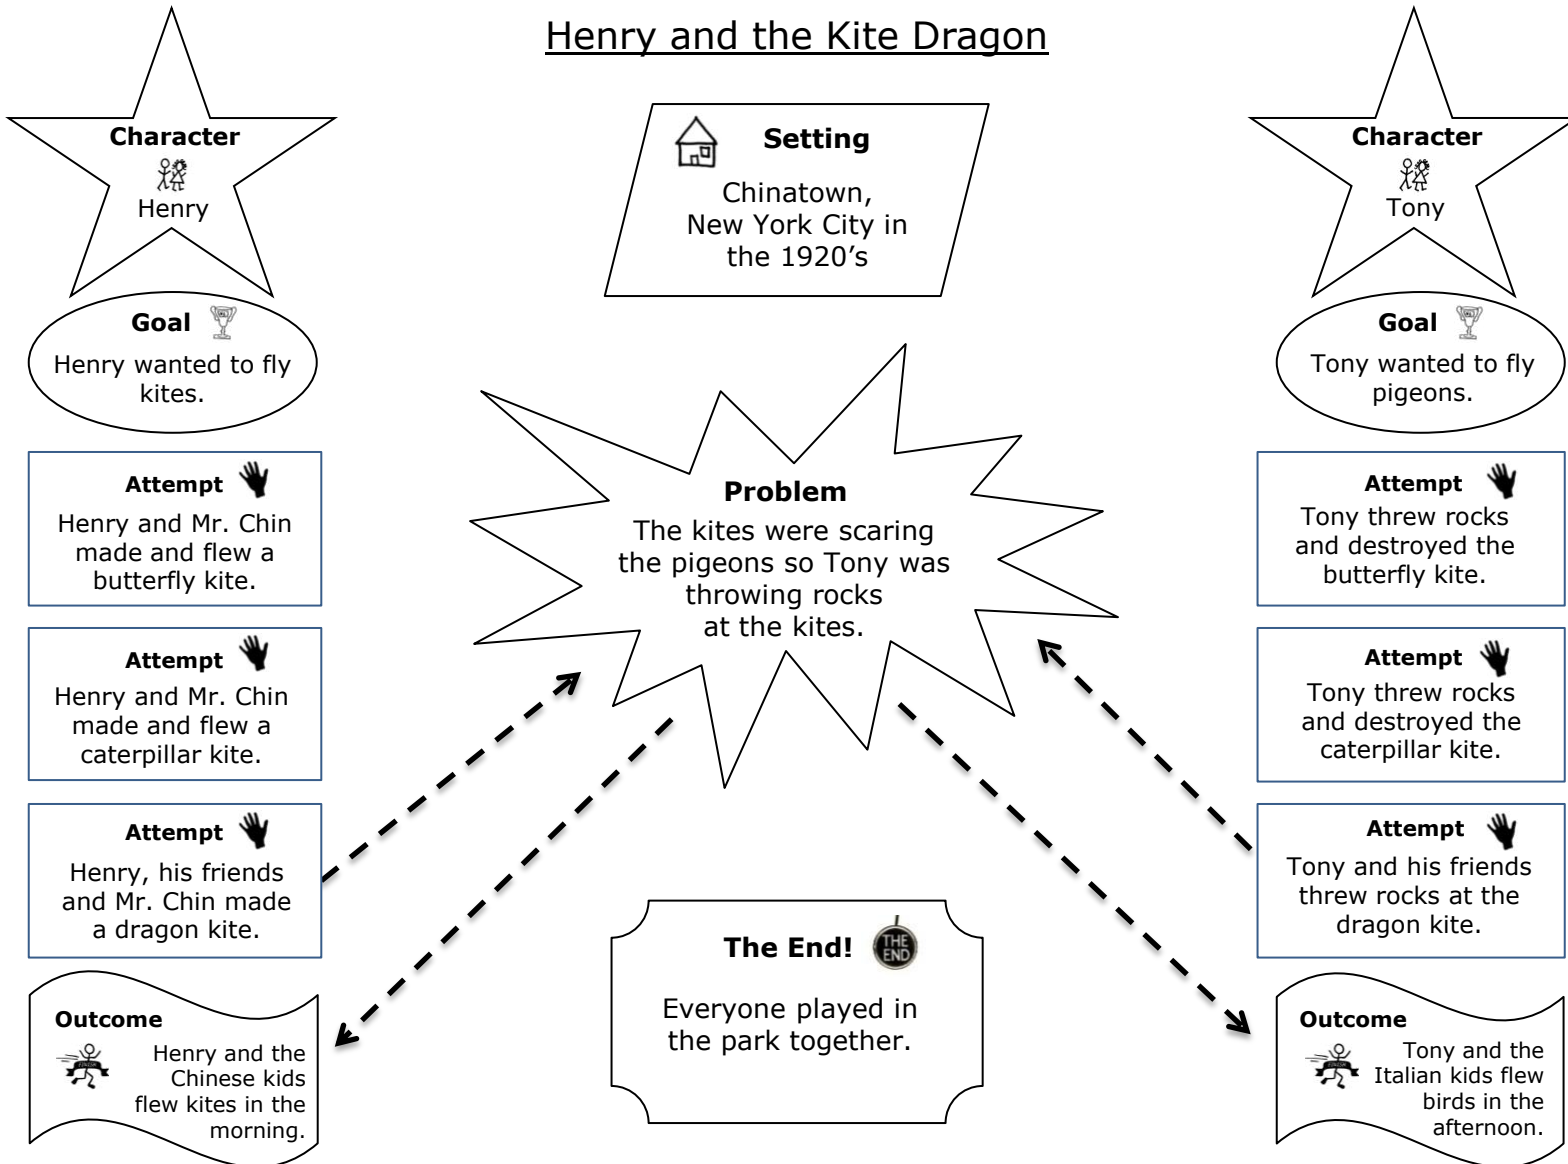 Henry and the Kite Dragon
Character
Henry
Goal
Henry wanted to fly
kites.
Attempt
Henry and Mr. Chin
made and flew a
butterfly kite.
Attempt
Henry and Mr. Chin
made and flew a
caterpillar kite.
Attempt
Henry, his friends
and Mr. Chin made
a dragon kite.
Outcome
FINISH
Henry and the
Chinese kids
flew kites in the
morning.
Setting
Chinatown,
New York City in
the 1920’s
Problem
The kites were scaring
the pigeons so Tony was
throwing rocks
at the kites.
The End!
THE
END
Everyone played in
the park together.
Character
Tony
Goal
Tony wanted to fly
pigeons.
Attempt
Tony threw rocks
and destroyed the
butterfly kite.
Attempt
Tony threw rocks
and destroyed the
caterpillar kite.
Attempt
Tony and his friends
threw rocks at the
dragon kite.
Outcome
FINISH
Tony and the
Italian kids flew
birds in the
afternoon.